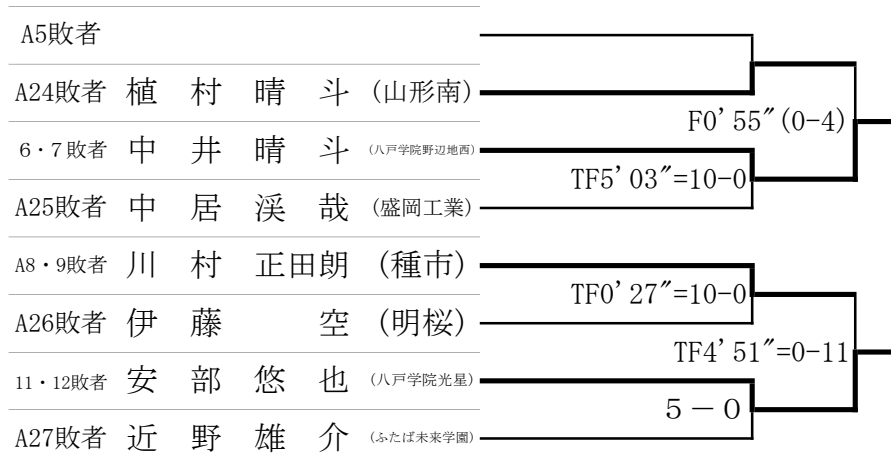 A5敗者
A24敗者 植村晴斗 (山形南)
F0'55"(0-4)
6・7敗者 中井晴斗 (八戸学院野辺地西)
TF5'03"=10-0
A25敗者 中居渓哉 (盛岡工業)
A8・9敗者 川村正田朗 (種市)
TF0'27"=10-0
A26敗者 伊藤空 (明桜)
TF4'51"=0-11
11・12敗者 安部悠也 (八戸学院光星)
5－0
A27敗者 近野雄介 (ふたば未来学園)